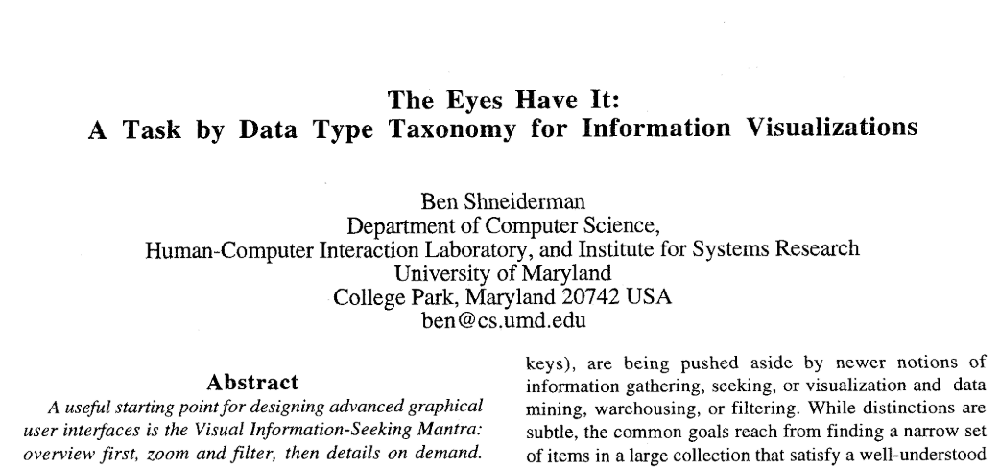 The Eyes Have It:
A Task by Data Type Taxonomy for Information Visualizations
Ben Shneiderman
Department of Computer Science,
Human-Computer Interaction Laboratory, and Institute for Systems Research
University of Maryland
College Park, Maryland 20742 USA
ben@cs.umd.edu
Abstract
A useful starting point for designing advanced graphical
user interfaces is the Visual Information-Seeking Mantra:
overview first, zoom and filter, then details on demand.
keys), are being pushed aside by newer notions of
information gathering, seeking, or visualization and data
mining, warehousing, or filtering. While distinctions are
subtle, the common goals reach from finding a narrow set
of items in a large collection that satisfy a well-understood